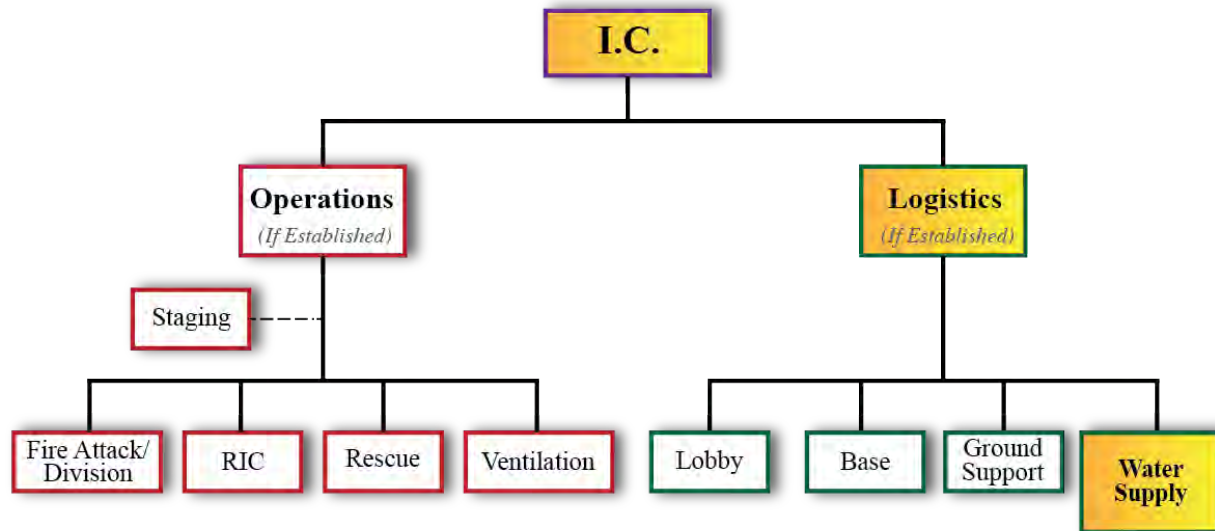 I.C.
Operations
(If Established)
Logistics
(If Established)
Staging
Fire Attack/
Division
RIC
Rescue
Ventilation
Lobby
Base
Ground
Support
Water
Supply